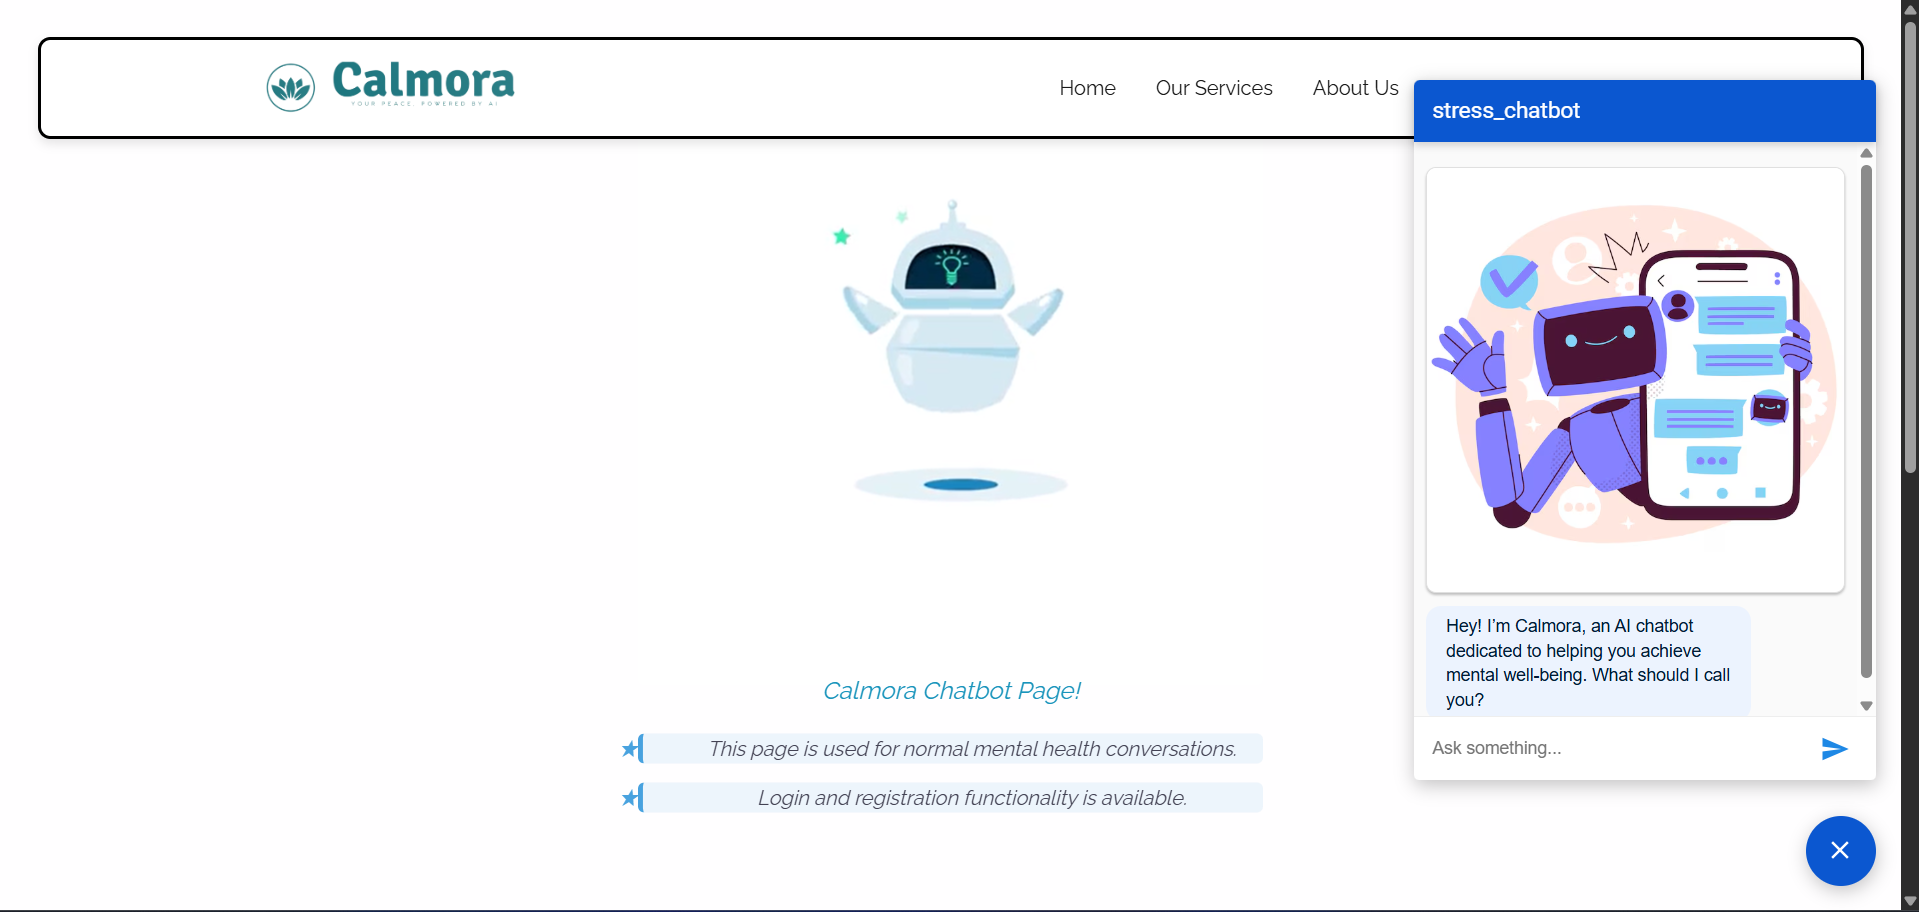 Calmora
YOUR PEACE, POWERED BY AI
Home
Our Services
About Us
stress_chatbot
Hey! I'm Calmora, an AI chatbot
dedicated to helping you achieve
mental well-being. What should I call
you?
Ask something...
Calmora Chatbot Page!
This page is used for normal mental health conversations.
Login and registration functionality is available.